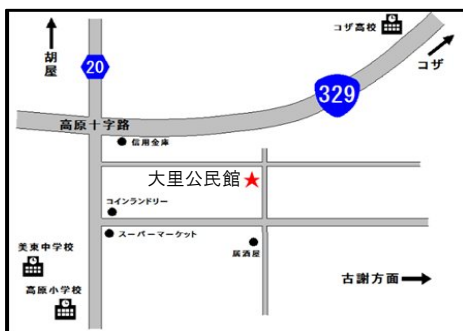 コザ高校
胡屋
20
コザ
329
高原十字路
信用金庫
大里公民館
コインランドリー
スーパーマーケット
居酒屋
美東中学校
古謝方面
高原小学校